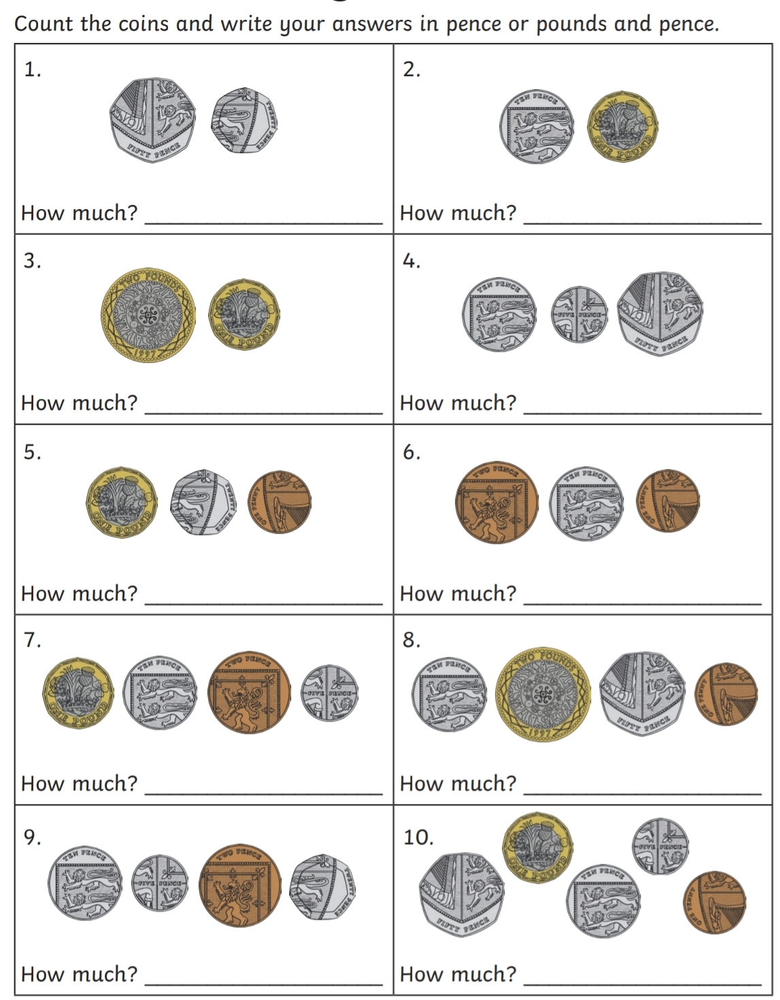 Count the coins and write your answers in pence or pounds and pence.
1.
FIFTY PENCE
TWENTY PENCE
How much?
2.
TEN PENCE
ONE POUND
How much?
3.
TWO POUNDS
1997
ONE POUND
How much?
4.
TEN PENCE
FIVE PENCE
FIFTY PENCE
How much?
5.
ONE POUND
TWENTY PENCE
ONE PENNY
How much?
6.
TWO PENCE
TEN PENCE
ONE PENNY
How much?
7.
ONE POUND
TEN PENCE
TWO PENCE
FIVE PENCE
How much?
8.
TEN PENCE
TWO POUNDS
1997
FIFTY PENCE
ONE PENNY
How much?
9.
TEN PENCE
FIVE PENCE
TWO PENCE
TWENTY PENCE
How much?
10.
FIFTY PENCE
ONE POUND
TEN PENCE
FIVE PENCE
ONE PENNY
How much?